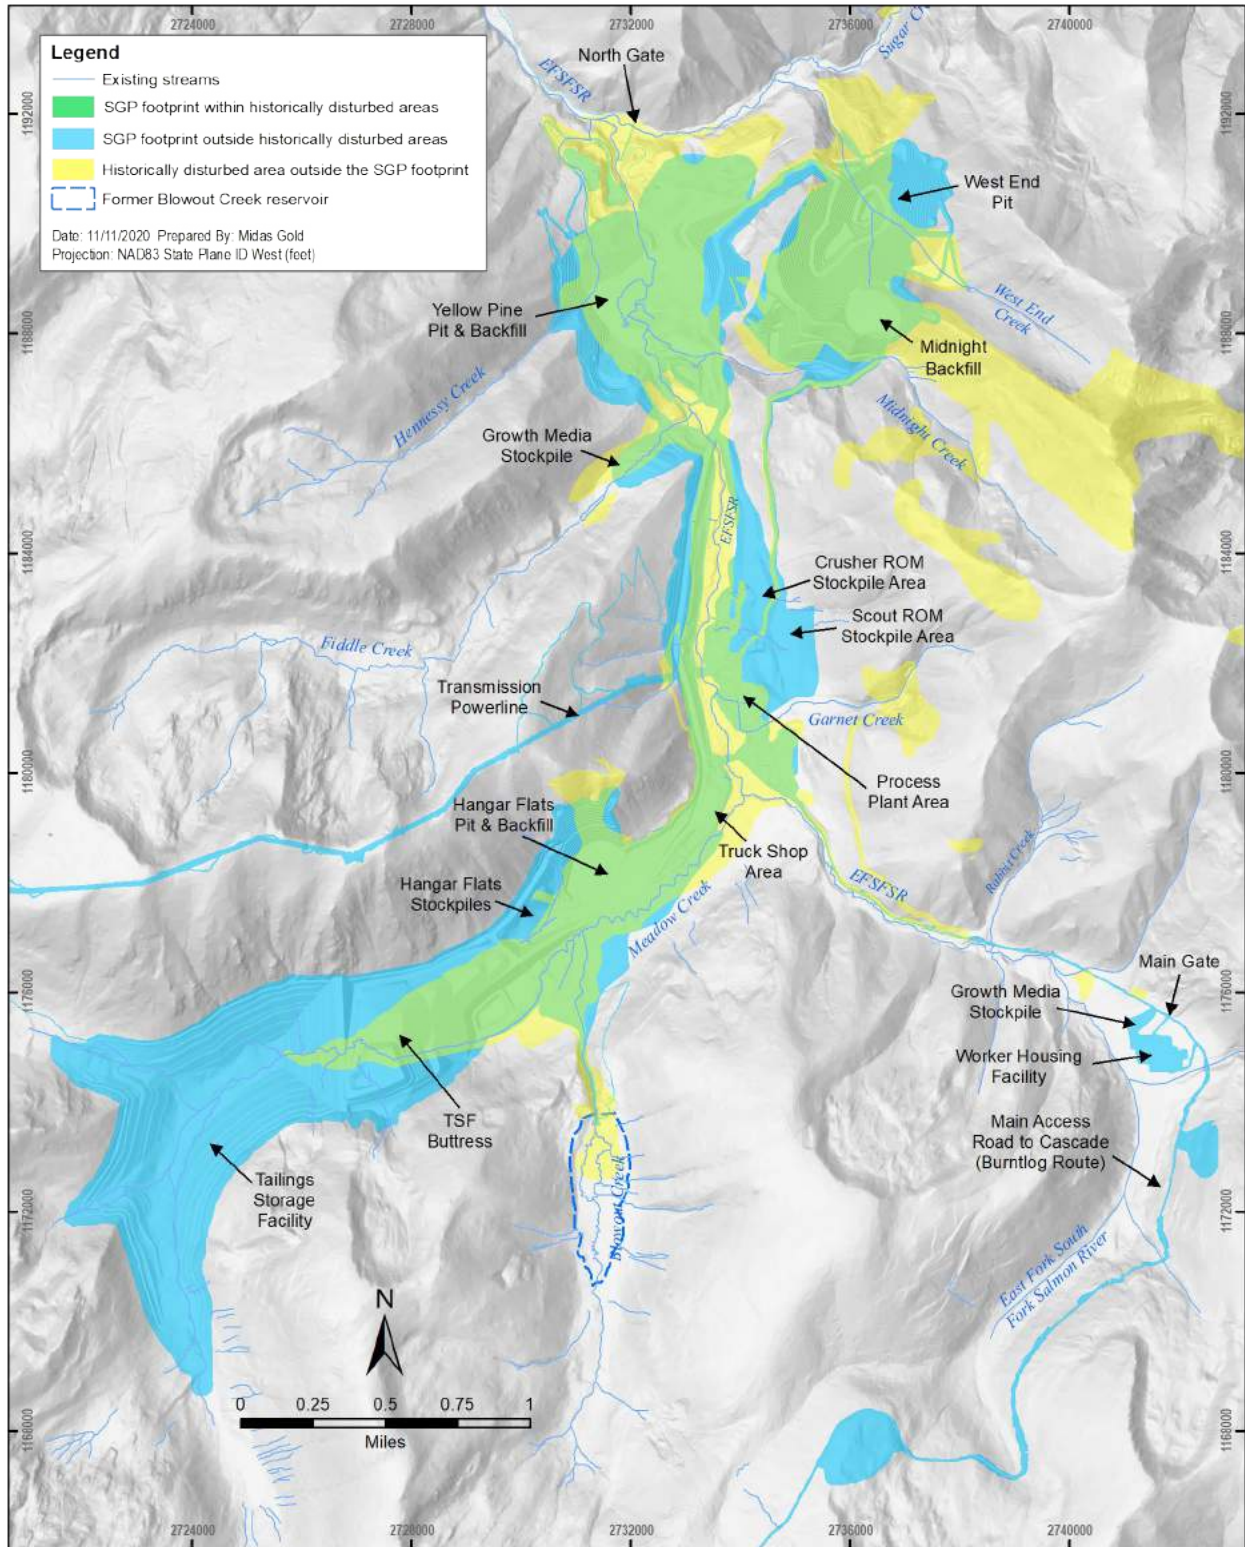 2724000
2728000
2732000
2736000
2740000
Legend
Existing streams
SGP footprint within historically disturbed areas
SGP footprint outside historically disturbed areas
Historically disturbed area outside the SGP footprint
Former Blowout Creek reservoir
Date: 11/11/2020 Prepared By: Midas Gold
Projection: NAD83 State Plane ID West (feet)
EFSFSR
North Gate
1192000
1192000
West End
Pit
Yellow Pine
Pit & Backfill
West End
Creek
1188000
1188000
Midnight
Backfill
Hennessy Creek
Midnight Creek
Growth Media
Stockpile
EFSFSR
1184000
1184000
Crusher ROM
Stockpile Area
Scout ROM
Stockpile Area
Fiddle Creek
Transmission
Powerline
Garnet Creek
1180000
1180000
Process
Plant Area
Hangar Flats
Pit & Backfill
Truck Shop
Area
Rabbit Creek
Hangar Flats
Stockpiles
EFSFSR
Meadow Creek
Main Gate
1176000
1176000
Growth Media
Stockpile
Worker Housing
Facility
TSF
Buttress
Main Access
Road to Cascade
(Burntlog Route)
Tailings
Storage
Facility
Blowout Creek
1172000
1172000
East Fork South
Fork Salmon River
N
0 0.25 0.5 0.75 1
Miles
1168000
1168000
2724000
2728000
2732000
2736000
2740000